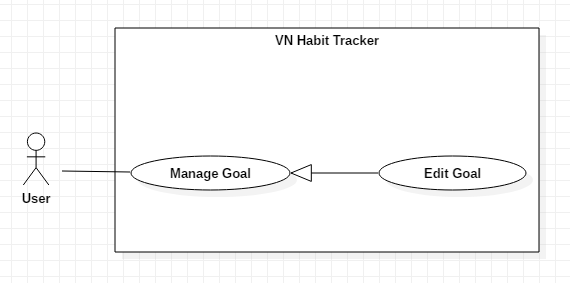 VN Habit Tracker
Manage Goal
Edit Goal
User